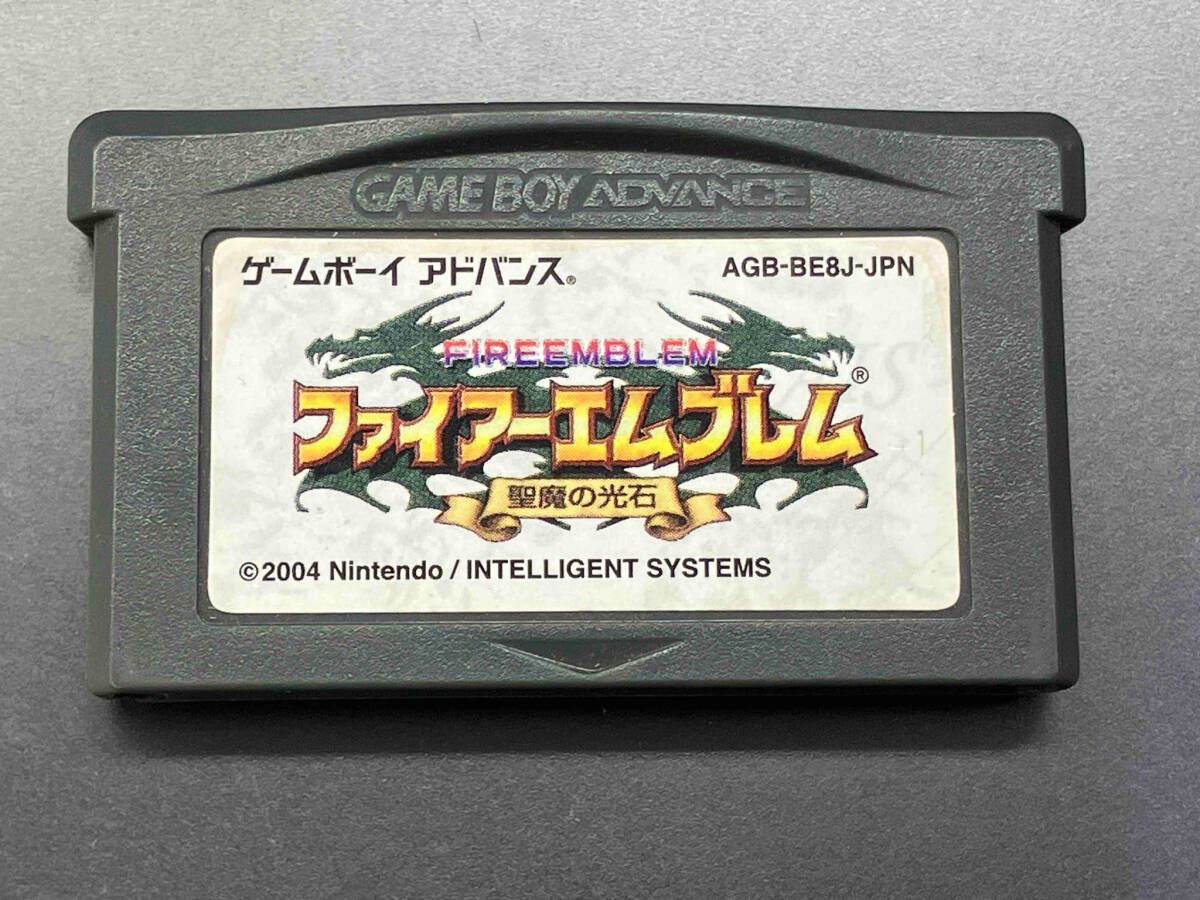 GAME BOY ADVANCE
ゲームボーイ アドバンス®
AGB-BE8J-JPN
FIREEMBLEM
ファイアーエムブレム®
聖魔の光石
©2004 Nintendo / INTELLIGENT SYSTEMS